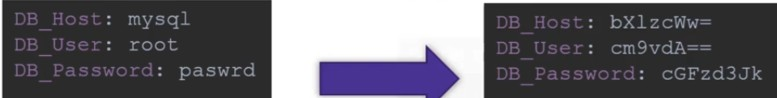 DB_Host: mysql
DB_User: root
DB_Password: paswrd
DB_Host: bXlzcWw=
DB_User: cm9vdA==
DB_Password: cGFzd3Jk